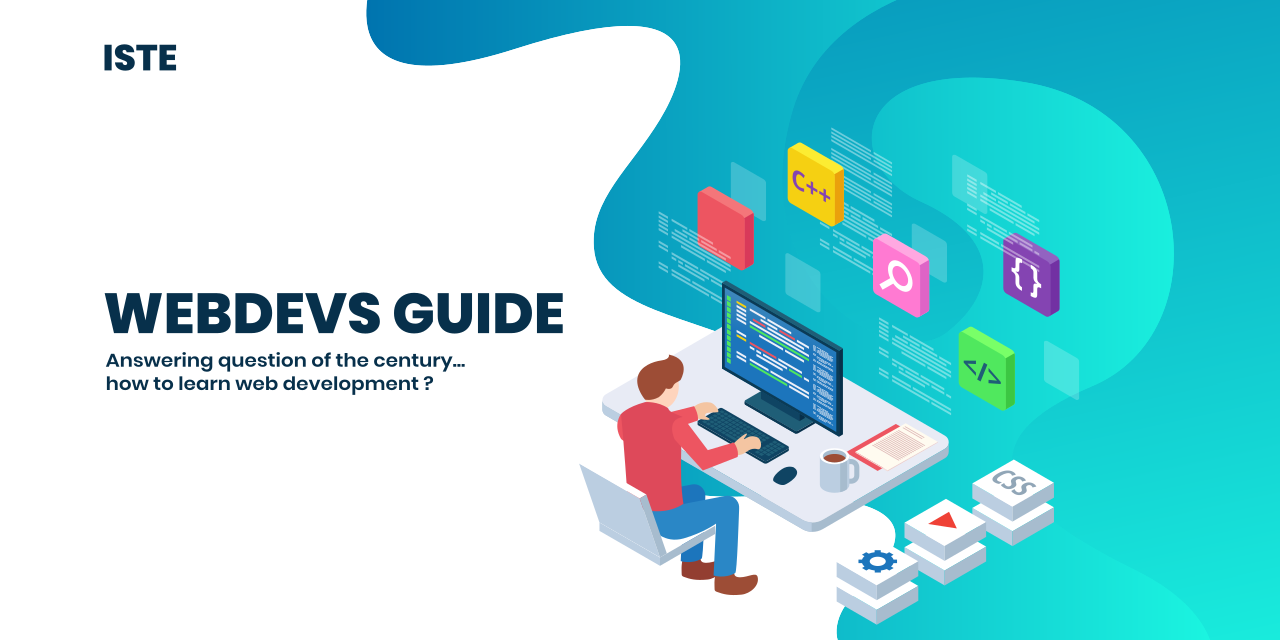 ISTE
WEBDEVS GUIDE
Answering question of the century...
how to learn web development ?
C++
{}
</>
CSS